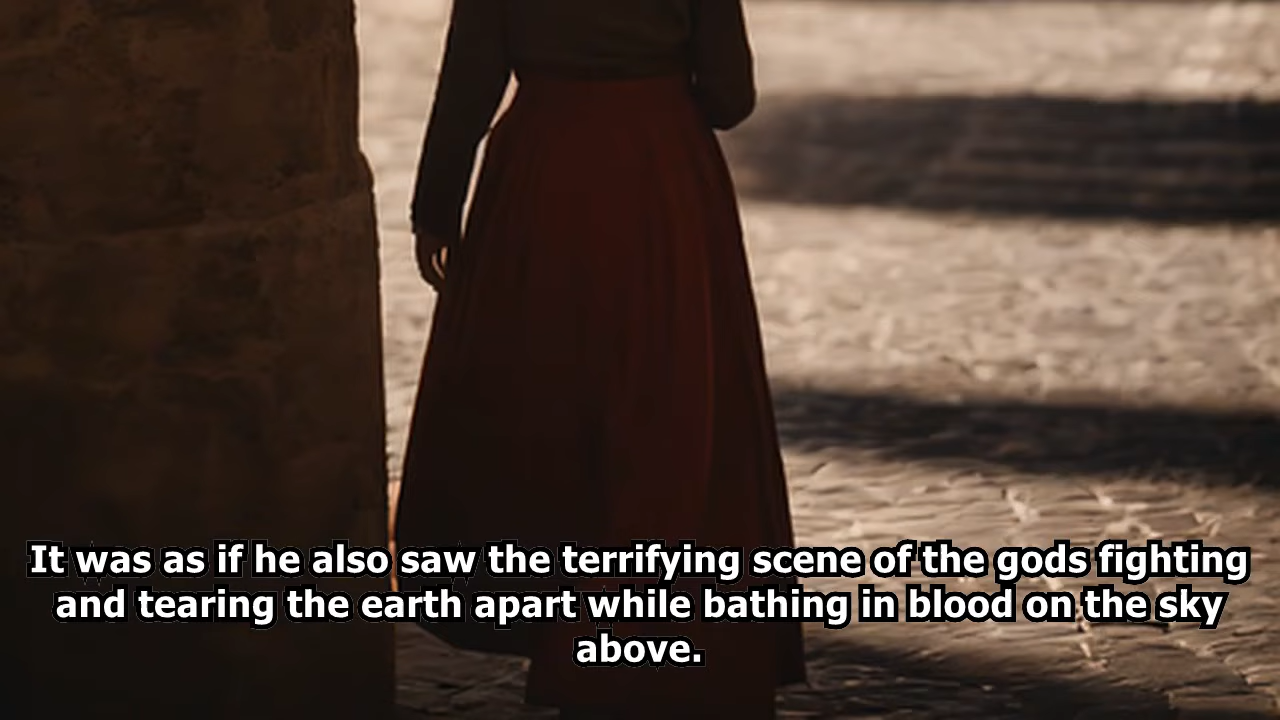 It was as if he also saw the terrifying scene of the gods fighting
and tearing the earth apart while bathing in blood on the sky
above.